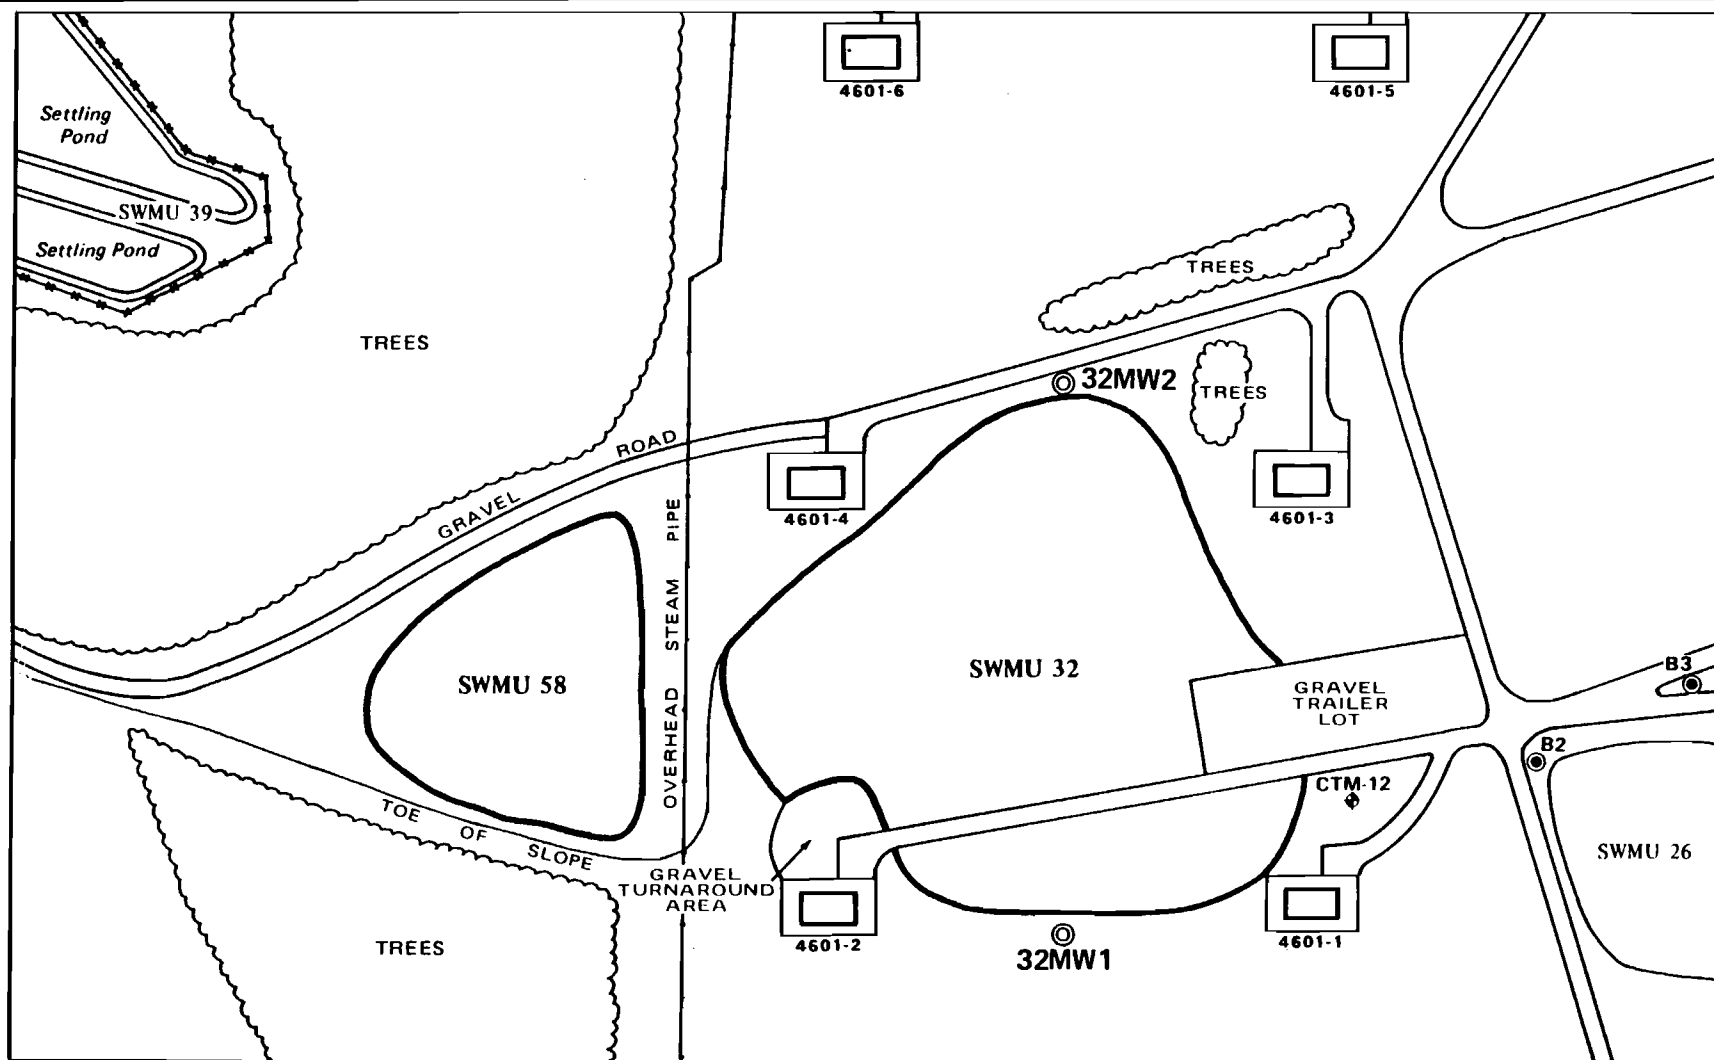 4601-6
4601-5
Settling
Pond
SWMU 39
Settling Pond
TREES
TREES
32MW2
TREES
GRAVEL ROAD
4601-4
4601-3
OVERHEAD STEAM PIPE
SWMU 58
SWMU 32
GRAVEL
TRAILER
LOT
B3
B2
CTM-12
TOE OF SLOPE
SWMU 26
GRAVEL
TURNAROUND
AREA
4601-2
4601-1
TREES
32MW1